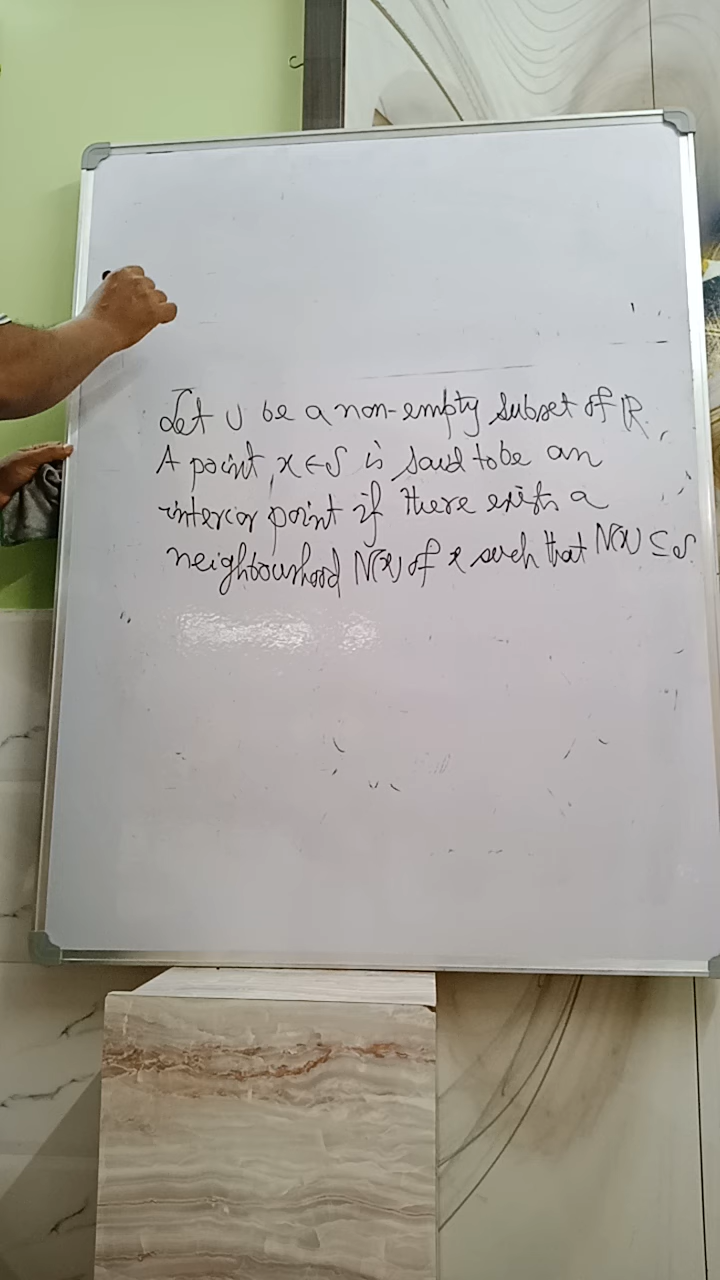 Let U be a non-empty subset of ℝ.
A point, x∈S is said to be an
interior point if there exists a
neighbourhood N(x) of x such that N(x) ⊆ S.